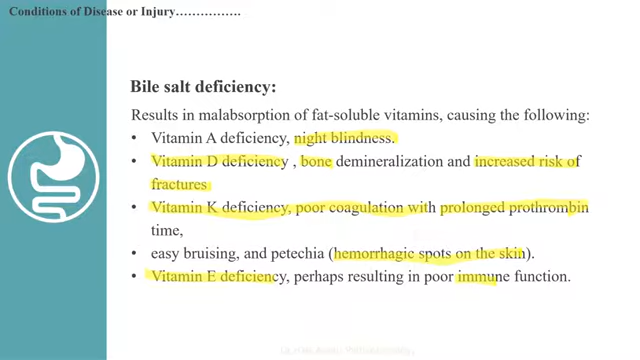 Conditions of Disease or Injury…………….
Bile salt deficiency:
Results in malabsorption of fat-soluble vitamins, causing the following:
• Vitamin A deficiency, night blindness.
• Vitamin D deficiency , bone demineralization and increased risk of
fractures
• Vitamin K deficiency, poor coagulation with prolonged prothrombin
time,
easy bruising, and petechia (hemorrhagic spots on the skin).
• Vitamin E deficiency, perhaps resulting in poor immune function.